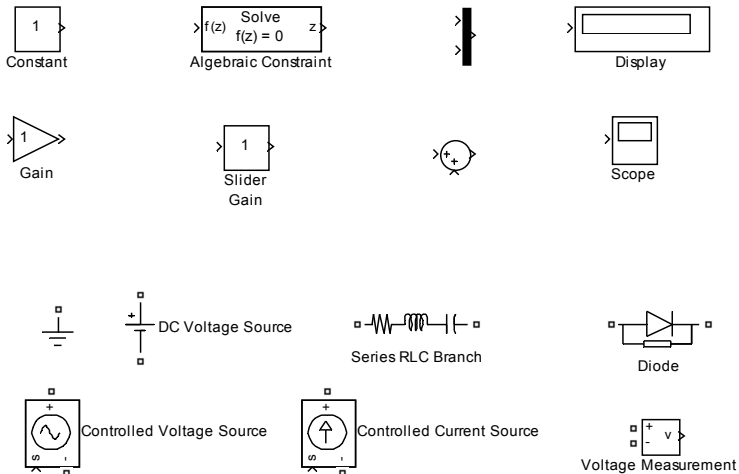 1
Constant
f(z)
Solve
f(z) = 0
z
Algebraic Constraint
Display
1
Gain
1
Slider
Gain
+
+
Scope
+
DC Voltage Source
Series RLC Branch
Diode
+
s
-
Controlled Voltage Source
+
s
-
Controlled Current Source
+
-
v
Voltage Measurement